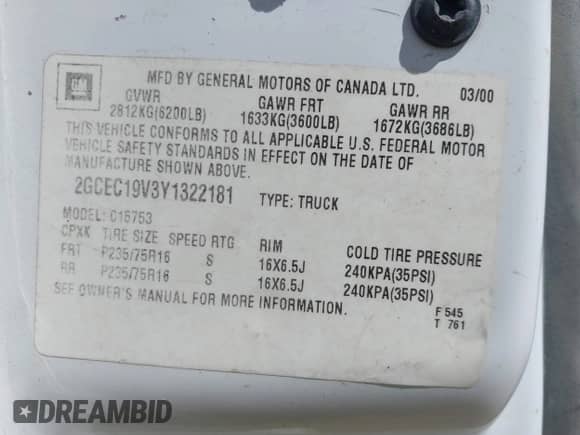 GM
MFD BY GENERAL MOTORS OF CANADA LTD. 03/00
GVWR GAWR FRT GAWR RR
2812KG(6200LB) 1633KG(3600LB) 1672KG(3686LB)
THIS VEHICLE CONFORMS TO ALL APPLICABLE U.S. FEDERAL MOTOR
VEHICLE SAFETY STANDARDS IN EFFECT ON THE DATE OF
MANUFACTURE SHOWN ABOVE.
2GCEC19V3Y1322181 TYPE: TRUCK
MODEL: C15753
CPXK TIRE SIZE SPEED RTG RIM COLD TIRE PRESSURE
FRT P235/75R16 S 16X6.5J 240KPA(35PSI)
RR P235/75R16 S 16X6.5J 240KPA(35PSI)
SEE OWNER'S MANUAL FOR MORE INFORMATION.
F 545
T 761
DREAMBID